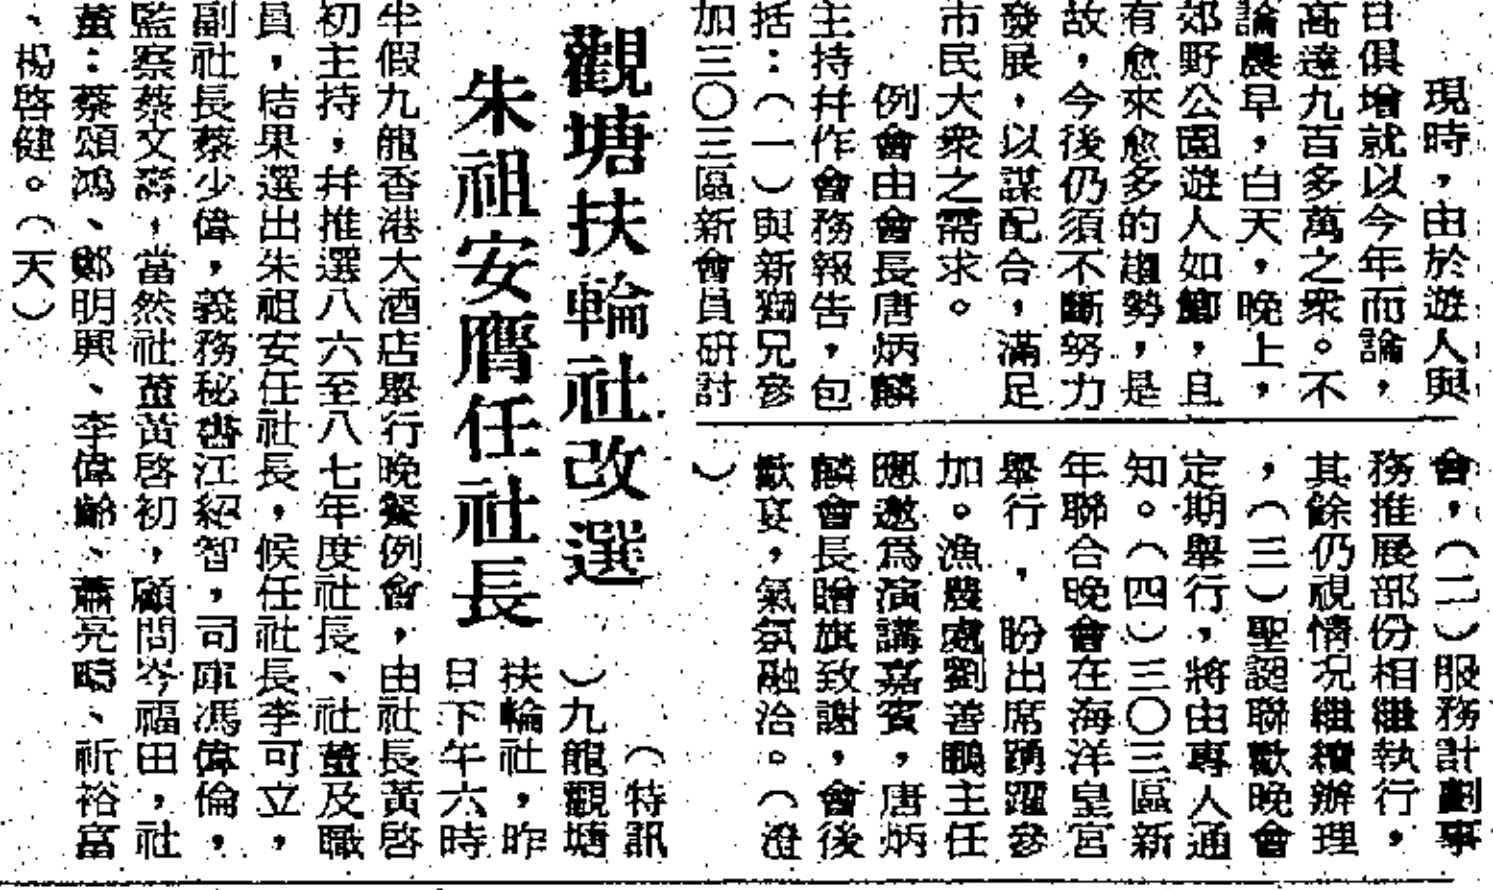 現時，由於遊人與
日俱增就以今年而論，
高達九百多萬之衆。不
論農早，白天，晚上，
郊野公園遊人如鯽，且
有愈來愈多的趨勢，是
故，今後仍須不斷努力
發展，以謀配合，滿足
市民大衆之需求。
例會由會長唐炳麟
主持幷作會務報告，包
括：（一）與新獅兄參
加三〇三區新會員研討
會，（二）服務計劃事
務推展部份相繼執行，
其餘仍視情况繼續辦理
，（三）聖誕聯歡晚會
定期舉行，將由專人通
知。（四）三〇三區新
年聯合晚會在海洋皇宮
舉行，盼出席踴躍參
加。漁農處劉善鵬主任
應邀爲演講嘉賓，唐炳
麟會長贈旗致謝，會後
歡宴，氣氛融洽。（澄
）
觀塘扶輪社改選
朱祖安膺任社長
（特訊
）九龍觀塘
扶輪社，昨
日下午六時
半假九龍香港大酒店舉行晚餐例會，由社長黃啓
初主持，幷推選八六至八七年度社長、社董及職
員，結果選出朱祖安任社長，候任社長李可立，
副社長蔡少偉，義務秘書江紹智，司庫馮偉倫，
監察蔡文壽，當然社董黃啓初，顧問岑福田，社
董：蔡頌鴻、鄭明興、李偉齡、蕭亮疇、祈裕富
、楊啓健。（天）